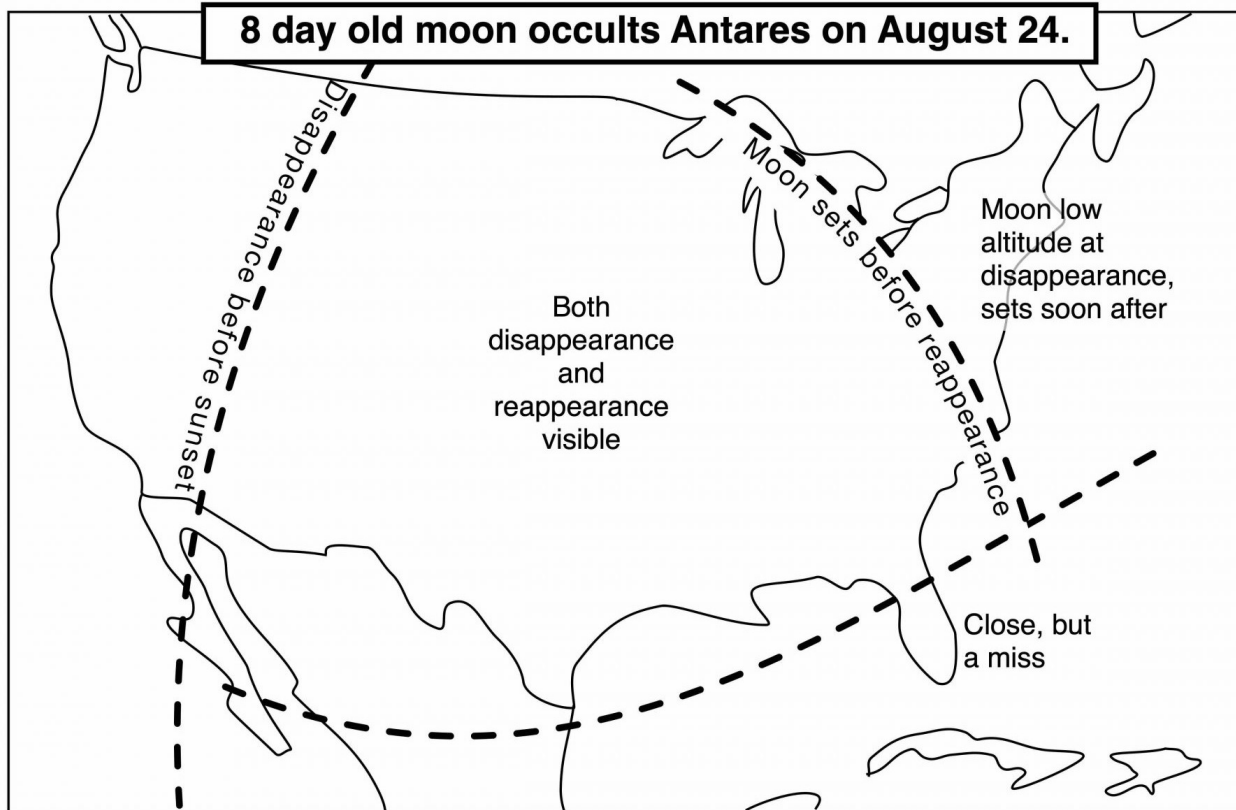 8 day old moon occults Antares on August 24.
Disappearance before sunset
Moon sets before reappearance
Moon low
altitude at
disappearance,
sets soon after
Both
disappearance
and
reappearance
visible
Close, but
a miss